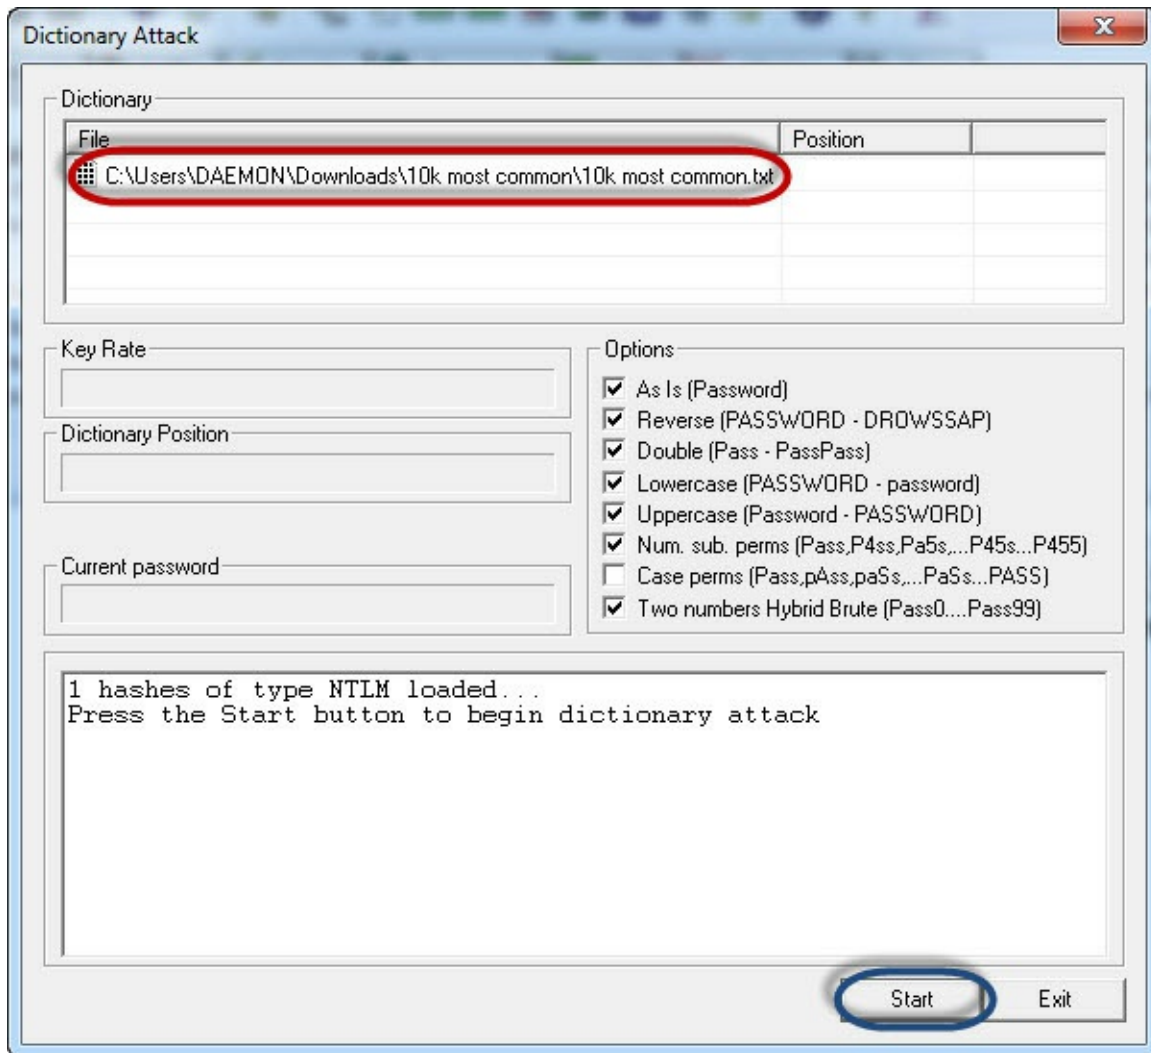 Dictionary Attack
Dictionary
File
Position
C:\Users\DAEMON\Downloads\10k most common\10k most common.txt
Key Rate
Dictionary Position
Current password
Options
As Is (Password)
Reverse (PASSWORD - DROWSSAP)
Double (Pass - PassPass)
Lowercase (PASSWORD - password)
Uppercase (Password - PASSWORD)
Num. sub. perms (Pass,P4ss,Pa5s,...P45s...P455)
Case perms (Pass,pAss,paSs,...PaSs...PASS)
Two numbers Hybrid Brute (Pass0....Pass99)
1 hashes of type NTLM loaded...
Press the Start button to begin dictionary attack
Start
Exit